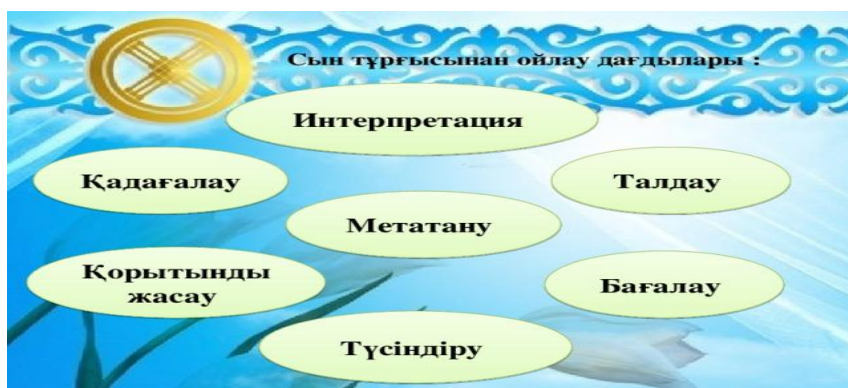 Сын тұрғысынан ойлау дағдылары :
Интерпретация
Қадағалау
Талдау
Метатану
Қорытынды
жасау
Бағалау
Түсіндіру